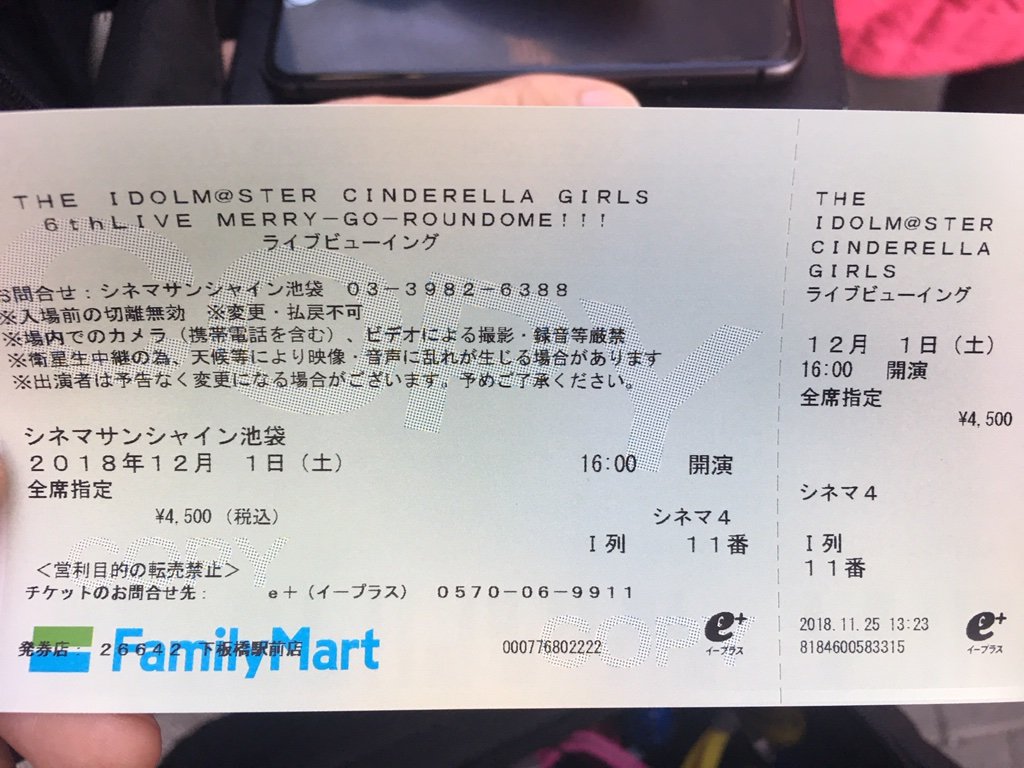 THE IDOLM@STER CINDERELLA GIRLS
6thLIVE MERRY-GO-ROUNDOME!!!
ライブビューイング
お問合せ:シネマサンシャイン池袋 03-3982-6388
※入場前の切離無効 ※変更・払戻不可
※場内でのカメラ(携帯電話を含む)、ビデオによる撮影・録音等厳禁
※衛星生中継の為、天候等により映像・音声に乱れが生じる場合があります
※出演者は予告なく変更になる場合がございます。予めご了承ください。
シネマサンシャイン池袋
2018年12月 1日(土) 16:00 開演
全席指定
¥4,500(税込)
シネマ4
I列 11番
<営利目的の転売禁止>
チケットのお問合せ先: e+(イープラス) 0570-06-9911
発券店: 26642 下板橋駅前店
FamilyMart
000776802222
e+
イープラス
COPY
COPY
COPY
THE
IDOLM@STER
CINDERELLA
GIRLS
ライブビューイング
12月 1日(土)
16:00 開演
全席指定
¥4,500
シネマ4
I列
11番
2018.11.25 13:23
8184600583315
e+
イープラス